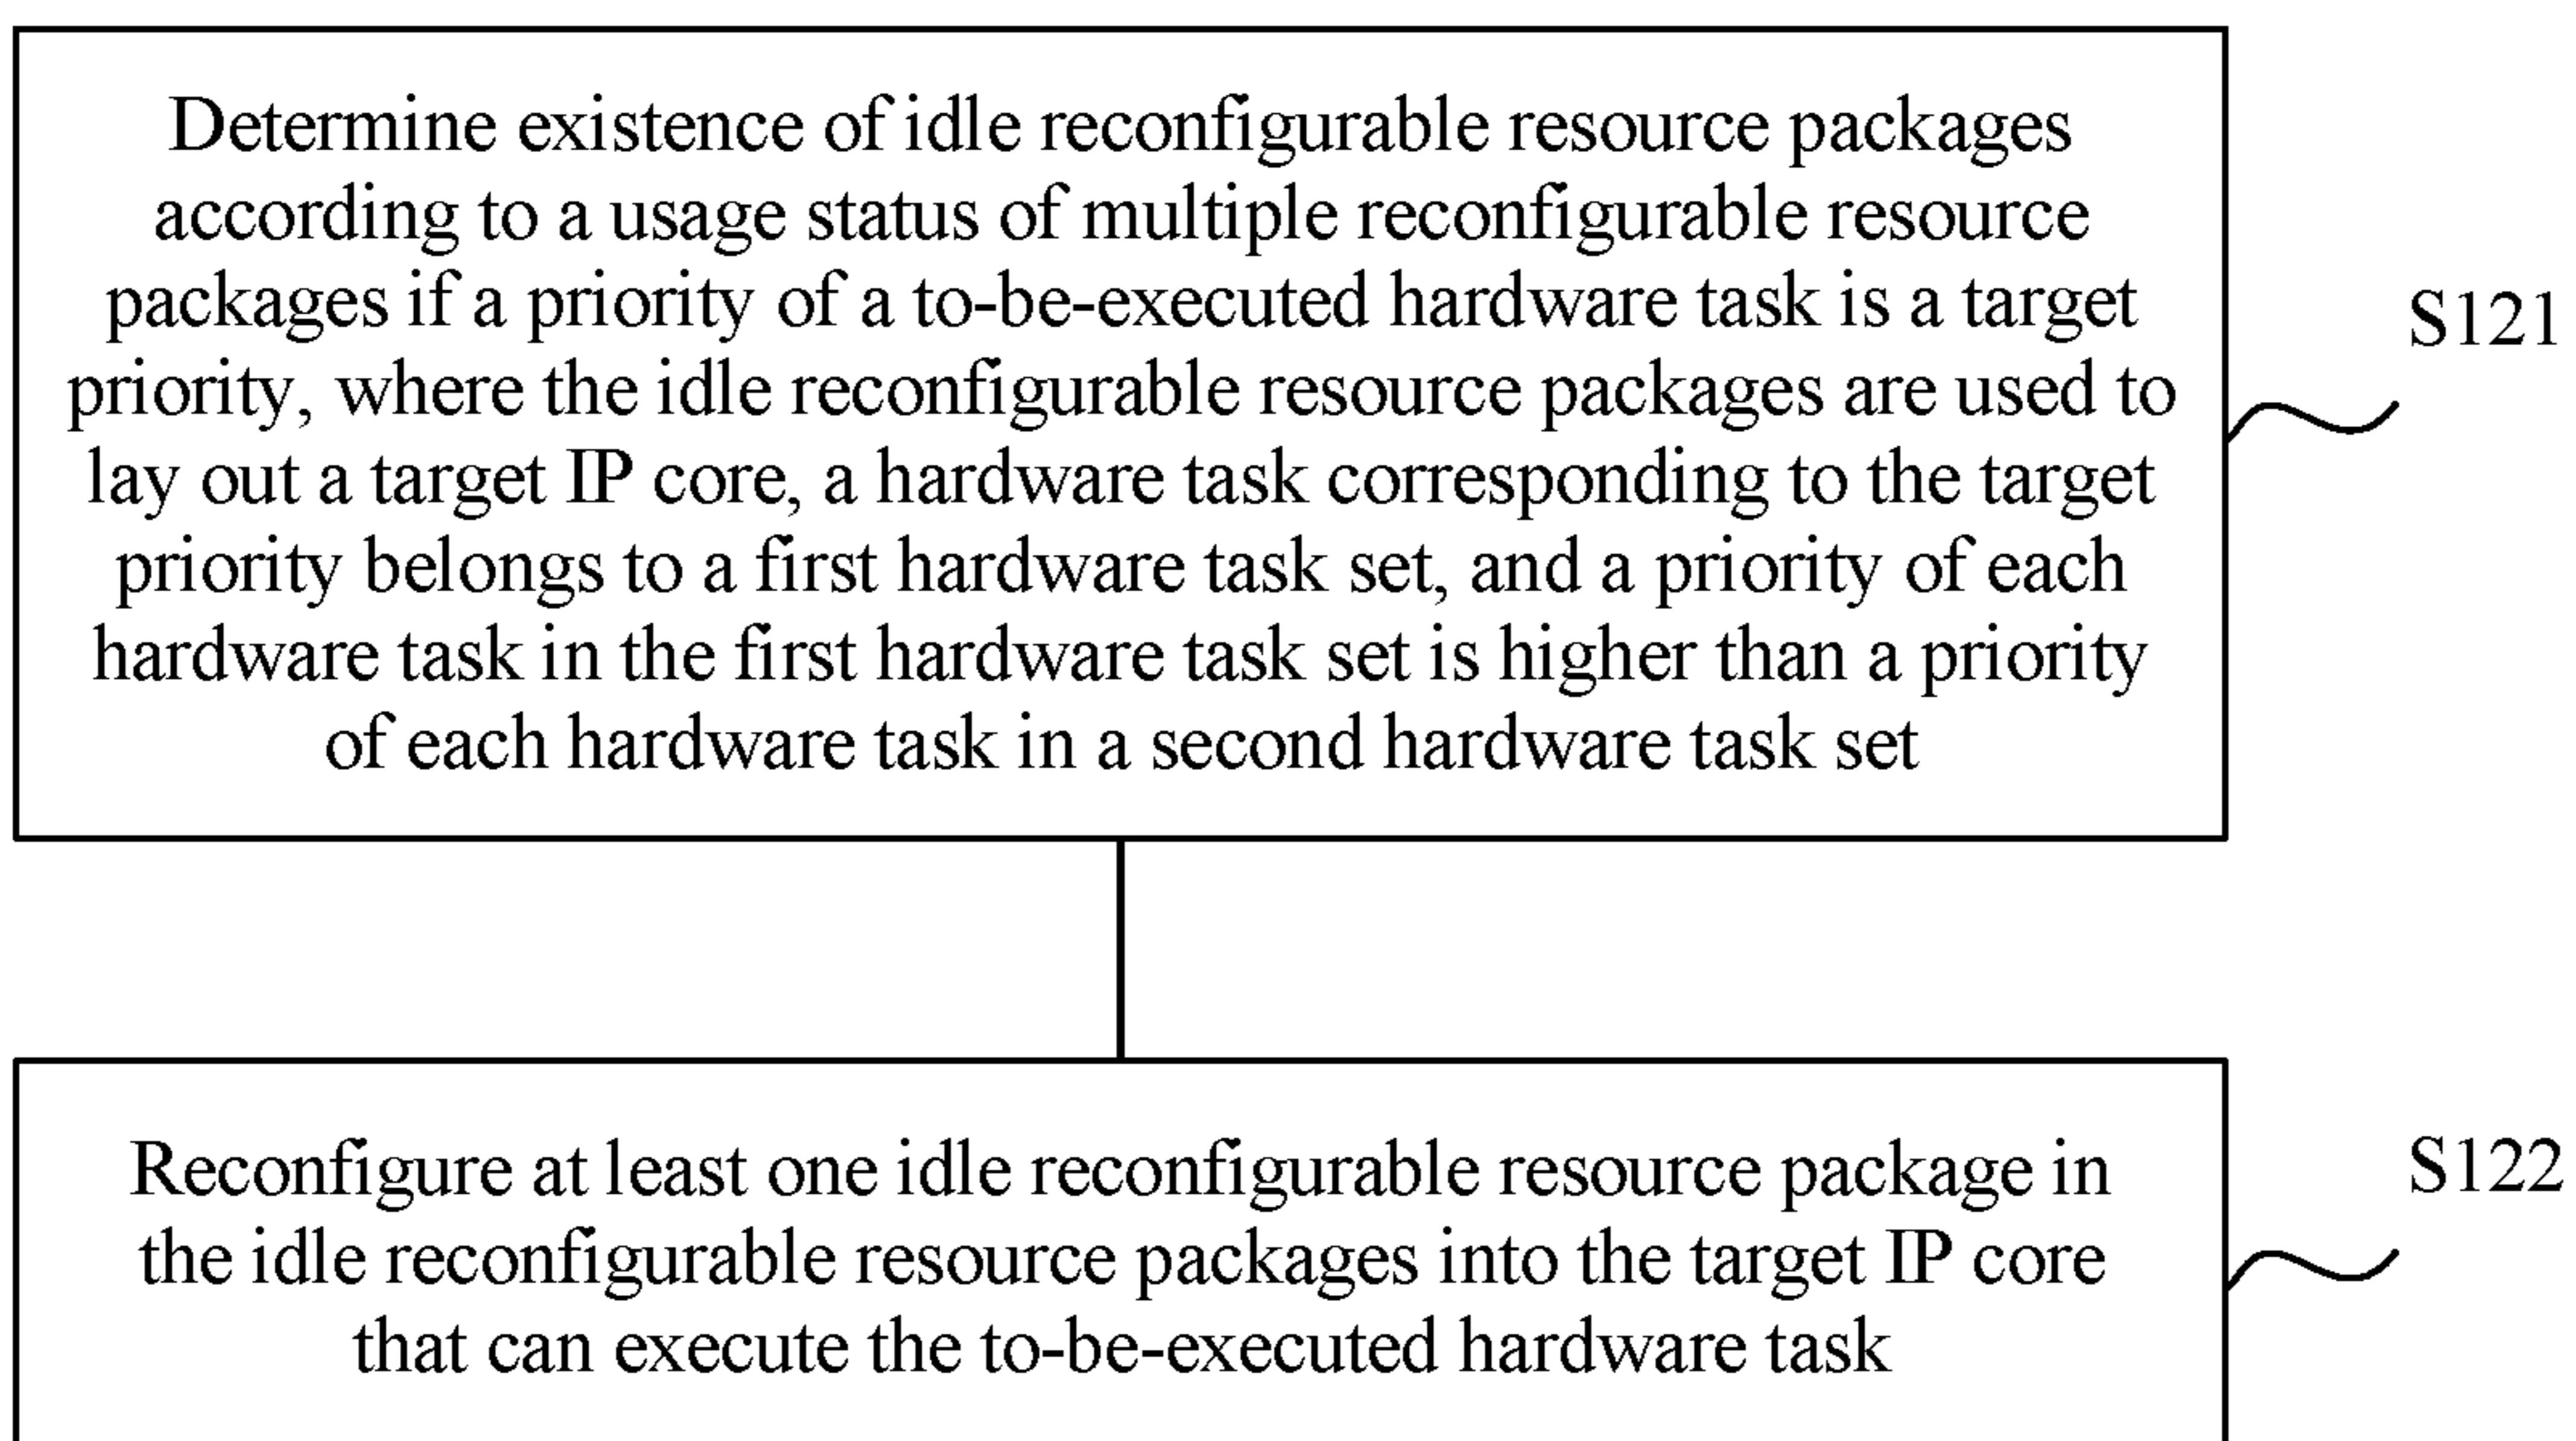 Determine existence of idle reconfigurable resource packages
according to a usage status of multiple reconfigurable resource
packages if a priority of a to-be-executed hardware task is a target
priority, where the idle reconfigurable resource packages are used to
lay out a target IP core, a hardware task corresponding to the target
priority belongs to a first hardware task set, and a priority of each
hardware task in the first hardware task set is higher than a priority
of each hardware task in a second hardware task set
S121
Reconfigure at least one idle reconfigurable resource package in
the idle reconfigurable resource packages into the target IP core
that can execute the to-be-executed hardware task
S122